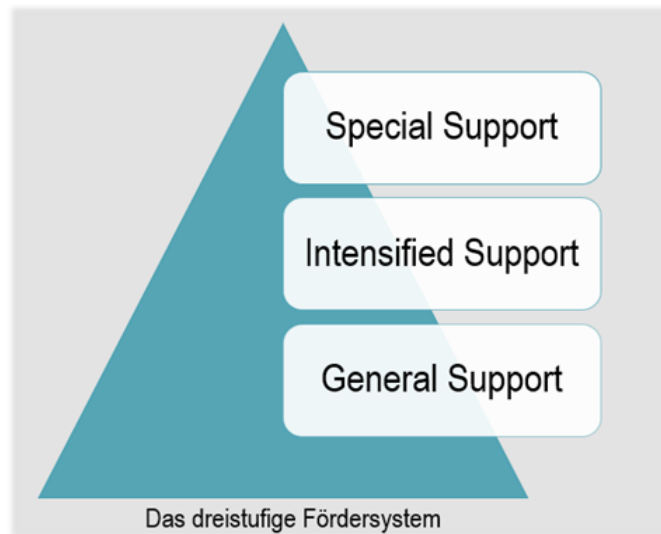 Special Support
Intensified Support
General Support
Das dreistufige Fördersystem